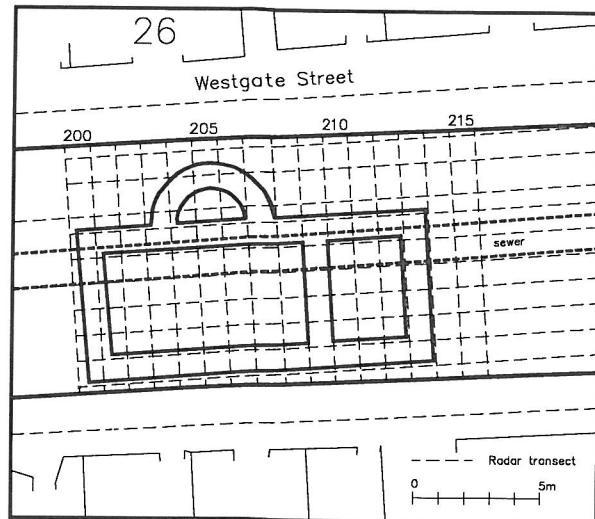 26
Westgate Street
200 205 210 215
sewer
Radar transect
0 5m